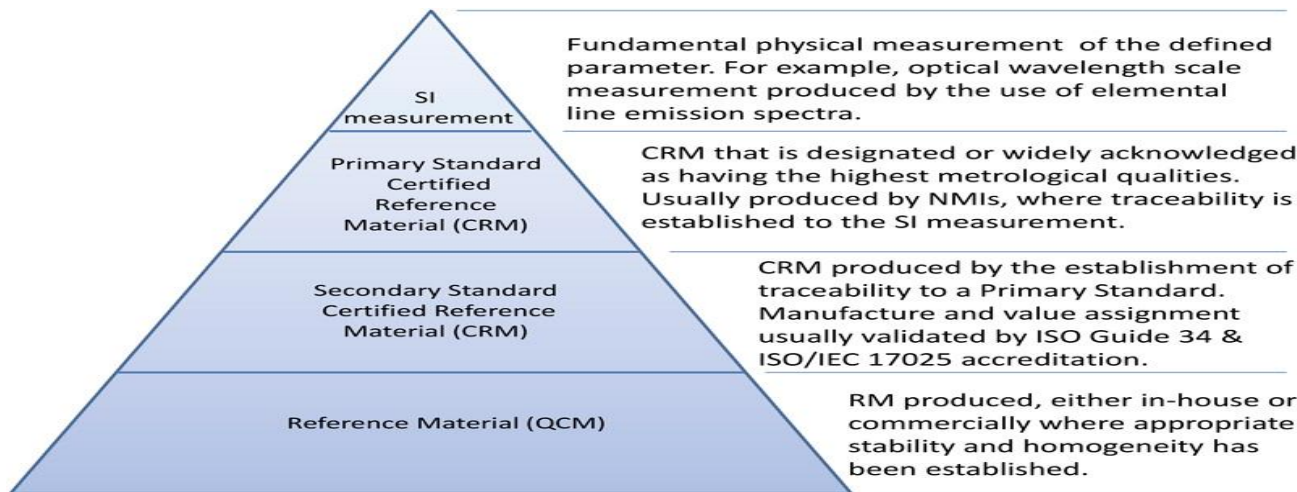 SI
measurement
Fundamental physical measurement of the defined
parameter. For example, optical wavelength scale
measurement produced by the use of elemental
line emission spectra.
Primary Standard
Certified
Reference
Material (CRM)
CRM that is designated or widely acknowledged
as having the highest metrological qualities.
Usually produced by NMIs, where traceability is
established to the SI measurement.
Secondary Standard
Certified Reference
Material (CRM)
CRM produced by the establishment of
traceability to a Primary Standard.
Manufacture and value assignment
usually validated by ISO Guide 34 &
ISO/IEC 17025 accreditation.
Reference Material (QCM)
RM produced, either in-house or
commercially where appropriate
stability and homogeneity has
been established.